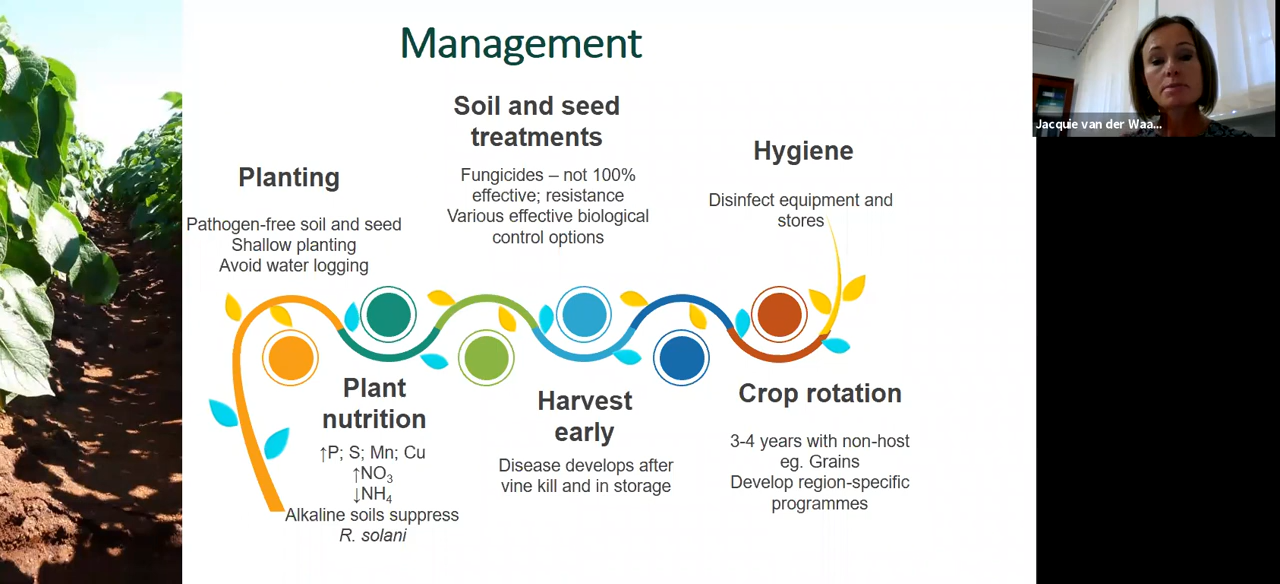 Management
Planting
Pathogen-free soil and seed
Shallow planting
Avoid water logging
Plant
nutrition
↑P; S; Mn; Cu
↑NO₃
↓NH₄
Alkaline soils suppress
R. solani
Soil and seed
treatments
Fungicides – not 100%
effective; resistance
Various effective biological
control options
Harvest
early
Disease develops after
vine kill and in storage
Hygiene
Disinfect equipment and
stores
Crop rotation
3-4 years with non-host
eg. Grains
Develop region-specific
programmes
Jacquie van der Waa...